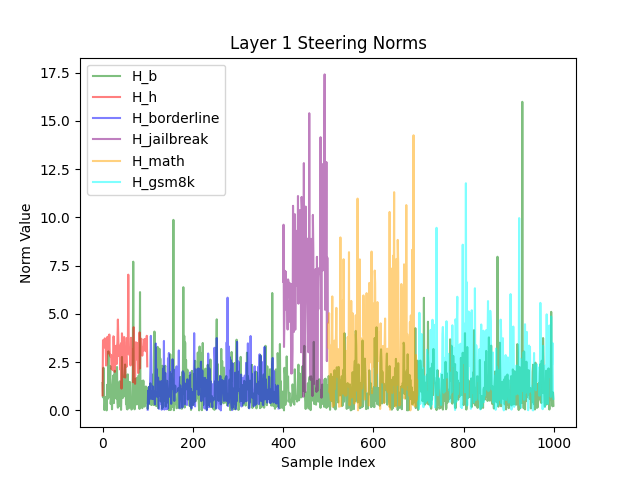 Layer 1 Steering Norms
17.5
15.0
12.5
10.0
7.5
5.0
2.5
0.0
Norm Value
H_b
H_h
H_borderline
H_jailbreak
H_math
H_gsm8k
0
200
400
600
800
1000
Sample Index